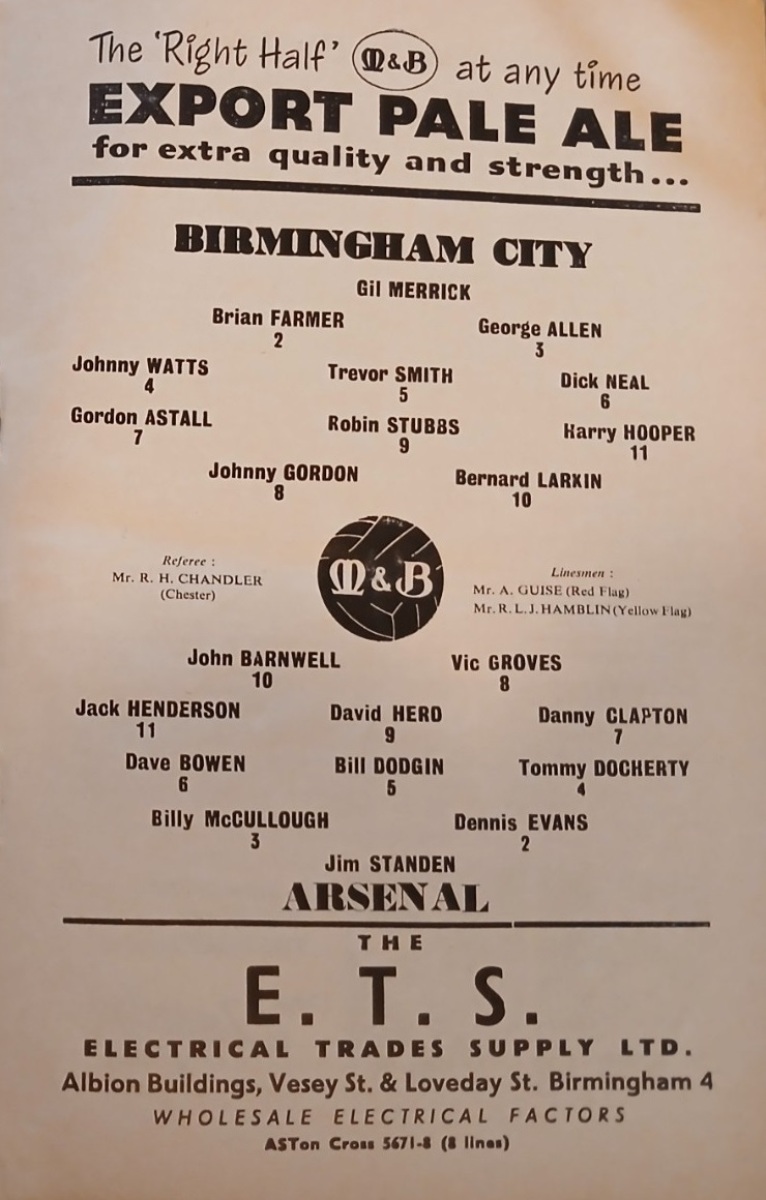 The 'Right Half' M&B at any time
EXPORT PALE ALE
for extra quality and strength...
BIRMINGHAM CITY
Gil MERRICK
Brian FARMER George ALLEN
2 3
Johnny WATTS Trevor SMITH Dick NEAL
4 5 6
Gordon ASTALL Robin STUBBS Harry HOOPER
7 9 11
Johnny GORDON Bernard LARKIN
8 10
Referee :
Mr. R. H. CHANDLER
(Chester)
M & B
Linesmen :
Mr. A. GUISE (Red Flag)
Mr. R. L. J. HAMBLIN (Yellow Flag)
John BARNWELL Vic GROVES
10 8
Jack HENDERSON David HERD Danny CLAPTON
11 9 7
Dave BOWEN Bill DODGIN Tommy DOCHERTY
6 5 4
Billy McCULLOUGH Dennis EVANS
3 2
Jim STANDEN
ARSENAL
THE
E. T. S.
ELECTRICAL TRADES SUPPLY LTD.
Albion Buildings, Vesey St. & Loveday St. Birmingham 4
WHOLESALE ELECTRICAL FACTORS
ASTon Cross 5671-8 (8 lines)